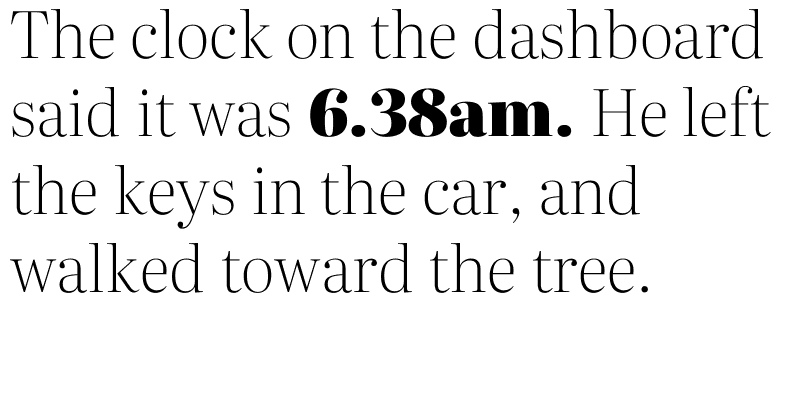 The clock on the dashboard
said it was 6.38am. He left
the keys in the car, and
walked toward the tree.